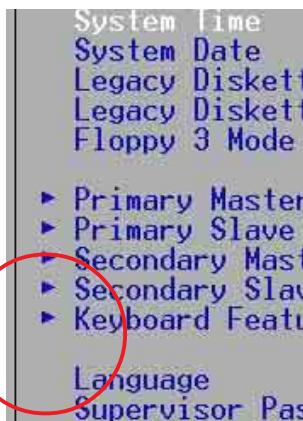 System Time
System Date
Legacy Diskett
Legacy Diskett
Floppy 3 Mode
Primary Master
Primary Slave
Secondary Mast
Secondary Slav
Keyboard Featu
Language
Supervisor Pas